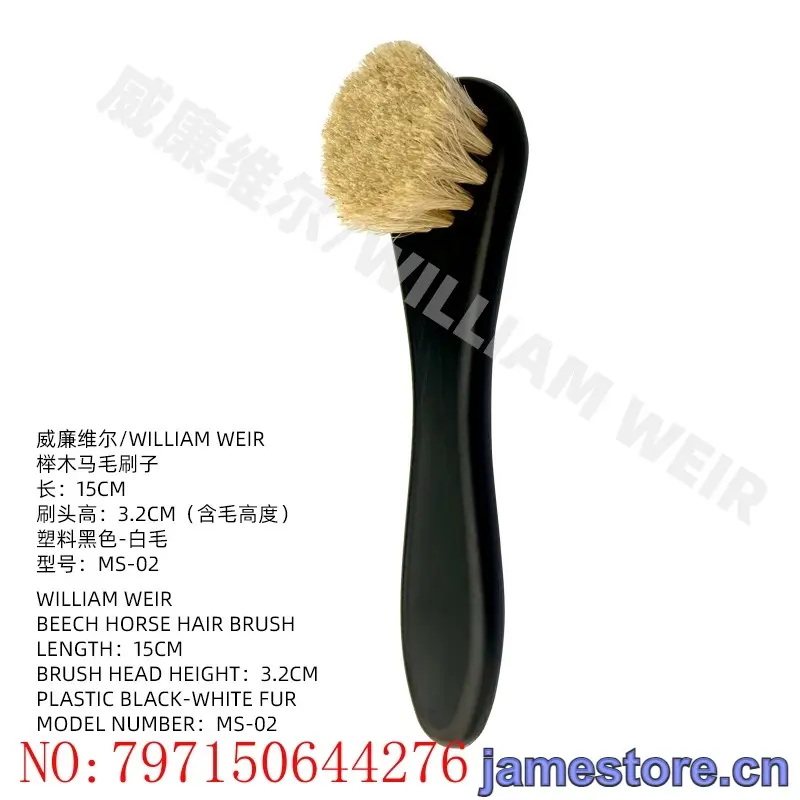 威廉维尔/WILLIAM WEIR
威廉维尔/WILLIAM WEIR
榉木马毛刷子
长：15CM
刷头高：3.2CM（含毛高度）
塑料黑色-白毛
型号：MS-02
WILLIAM WEIR
BEECH HORSE HAIR BRUSH
LENGTH：15CM
BRUSH HEAD HEIGHT：3.2CM
PLASTIC BLACK-WHITE FUR
MODEL NUMBER：MS-02
NO:797150644276
jamestore.cn